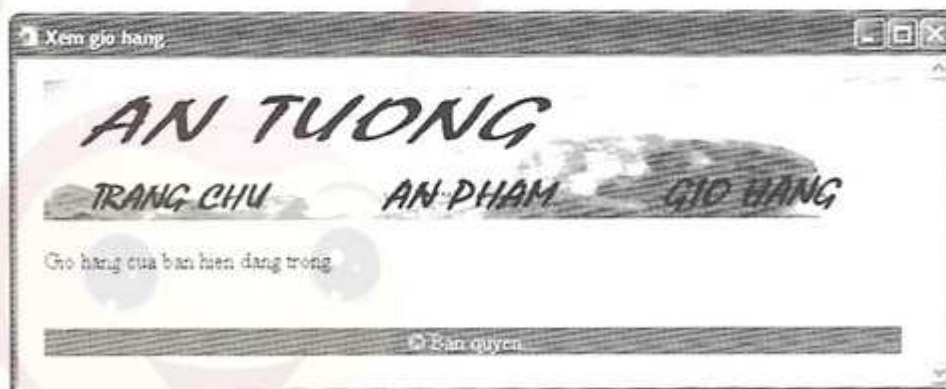 Xem gio hang
AN TUONG
TRANG CHU AN PHAM GIO HANG
Gio hang cua ban hien dang trong
© Ban quyen